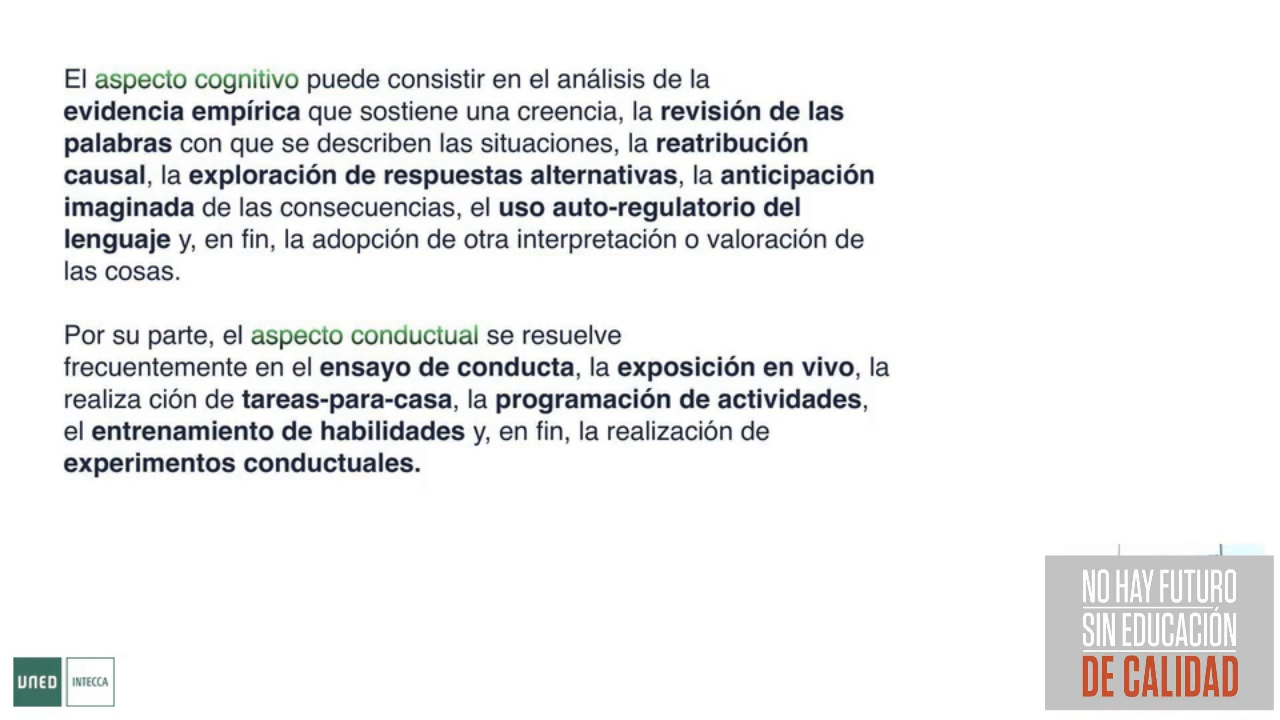 El aspecto cognitivo puede consistir en el análisis de la
evidencia empírica que sostiene una creencia, la revisión de las
palabras con que se describen las situaciones, la reatribución
causal, la exploración de respuestas alternativas, la anticipación
imaginada de las consecuencias, el uso auto-regulatorio del
lenguaje y, en fin, la adopción de otra interpretación o valoración de
las cosas.
Por su parte, el aspecto conductual se resuelve
frecuentemente en el ensayo de conducta, la exposición en vivo, la
realiza ción de tareas-para-casa, la programación de actividades,
el entrenamiento de habilidades y, en fin, la realización de
experimentos conductuales.
NO HAY FUTURO
SIN EDUCACIÓN
DE CALIDAD
UNED INTECCA